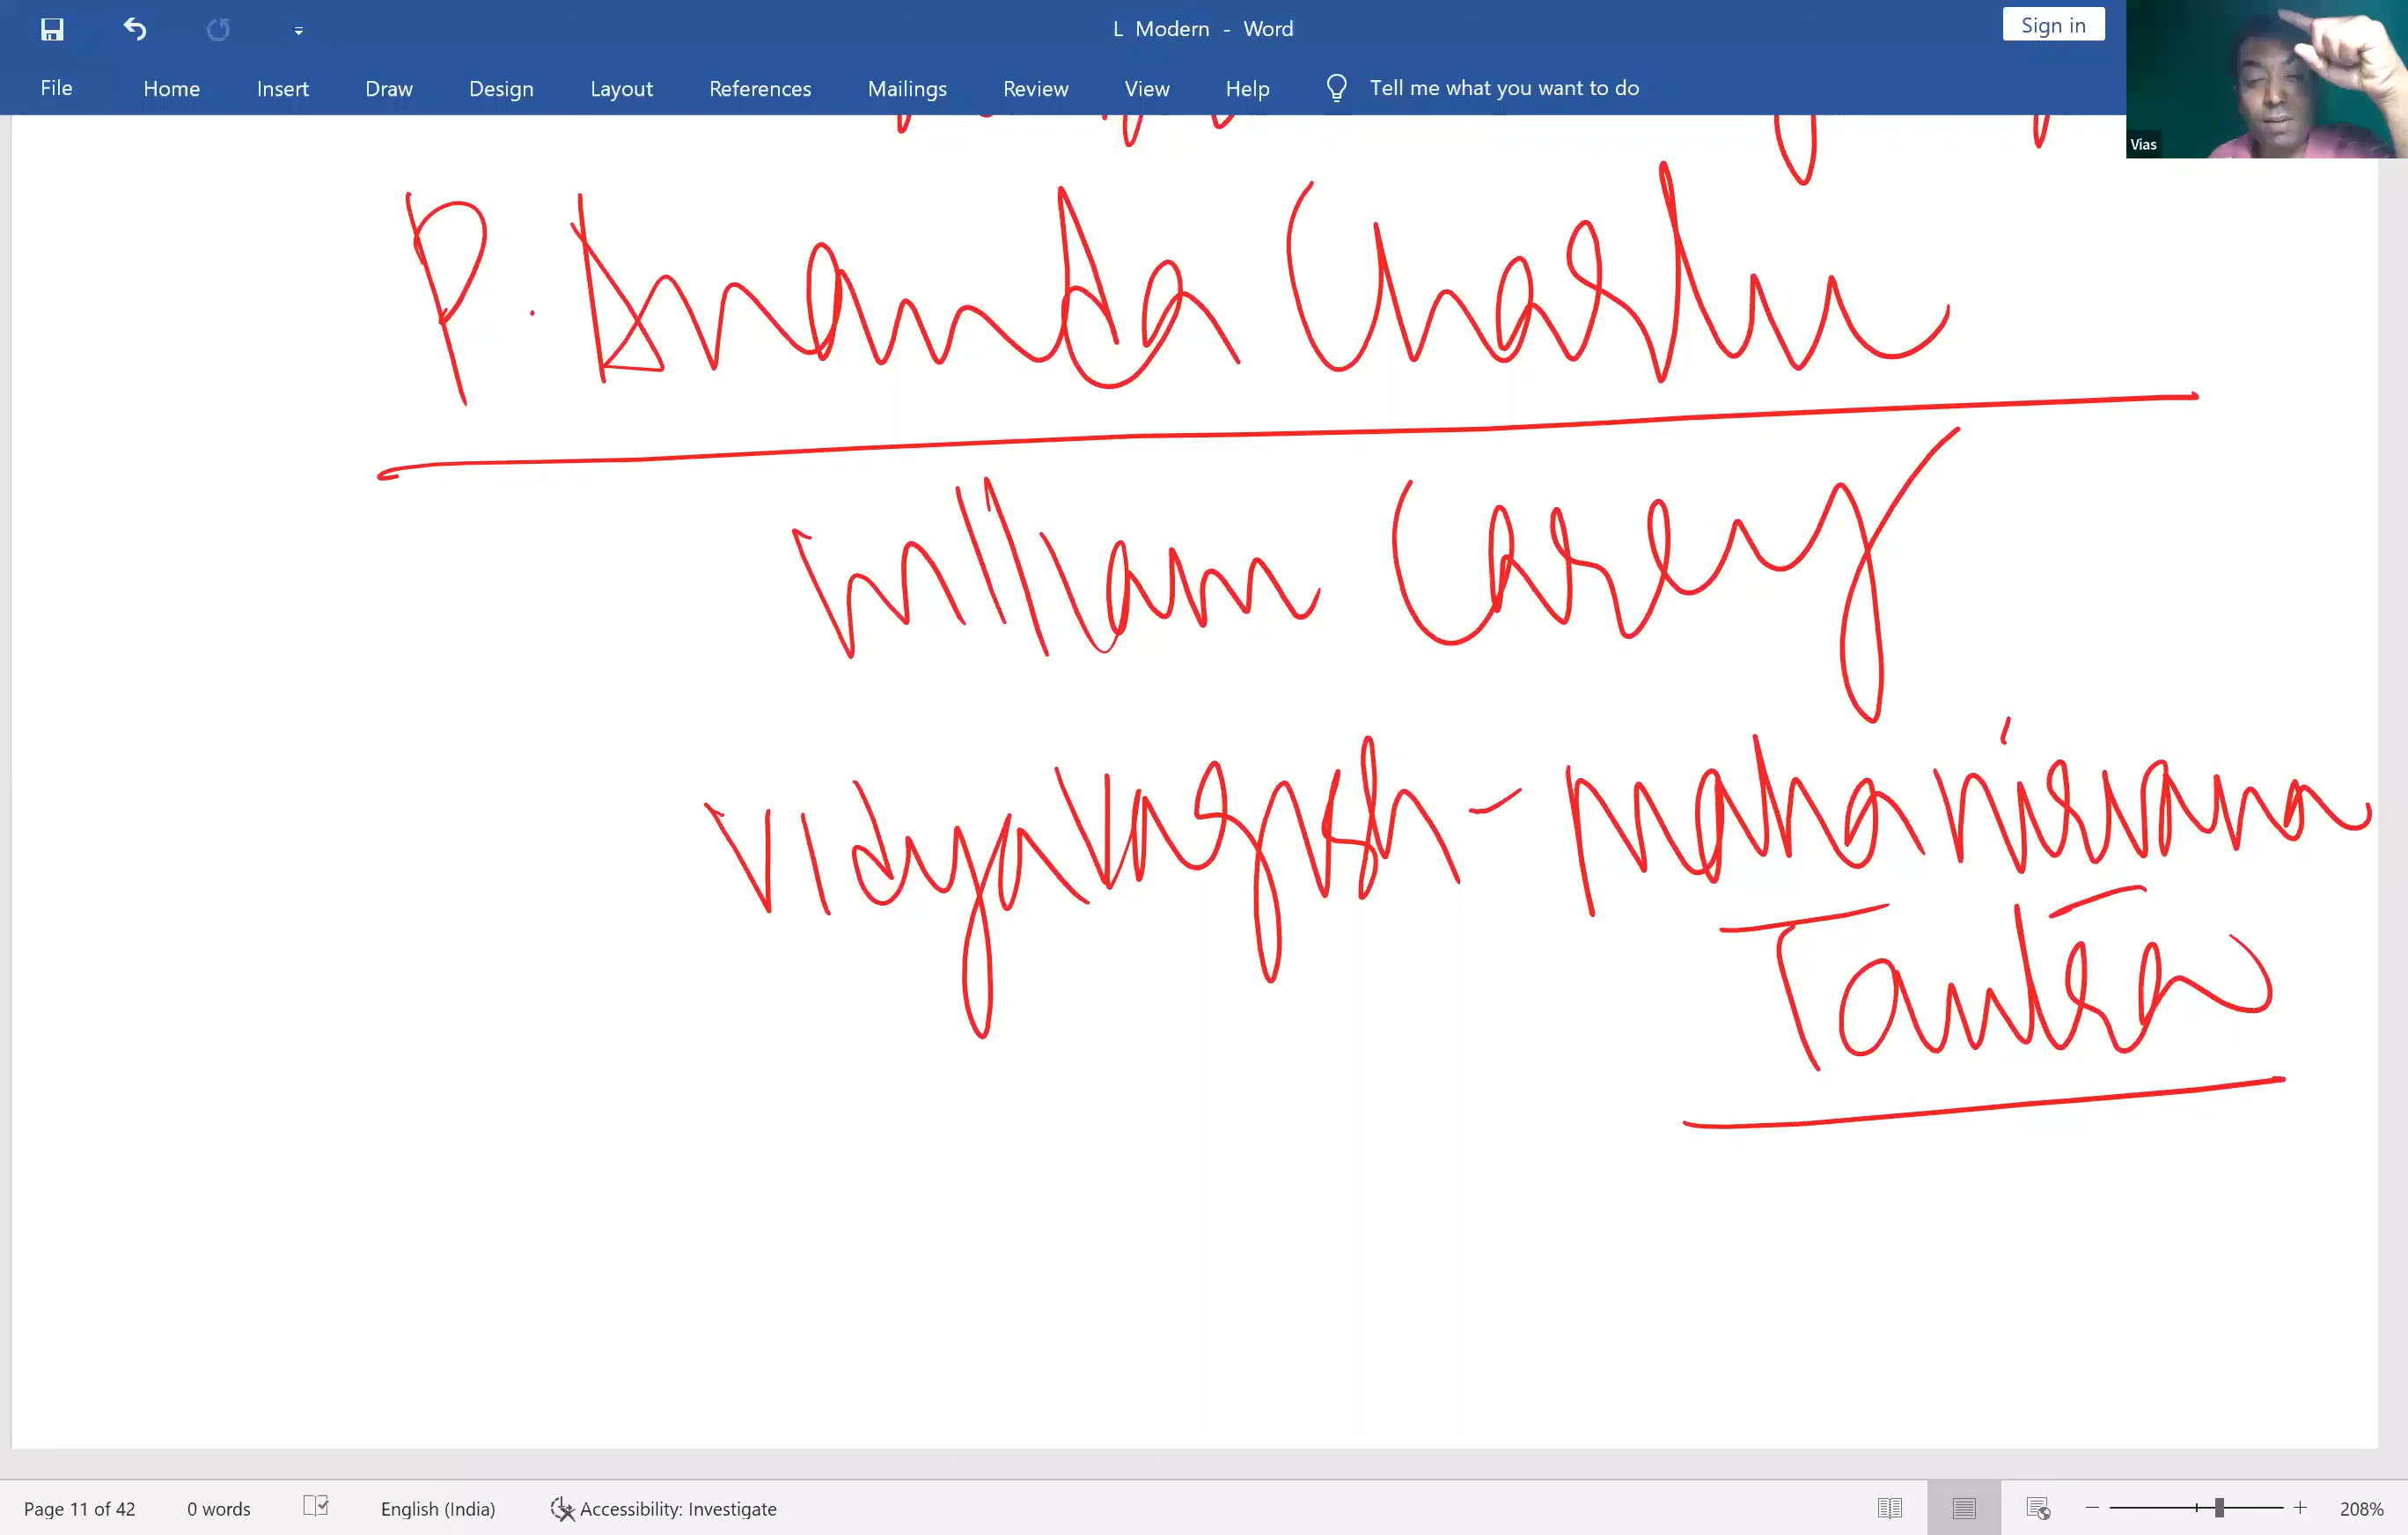 L Modern - Word
Sign in
File Home Insert Draw Design Layout References Mailings Review View Help Tell me what you want to do
Vias
P. Ananda Charlu
William Carey
Vidyavagish - Mahanirvana
Tantra
Page 11 of 42 0 words English (India) Accessibility: Investigate 208%